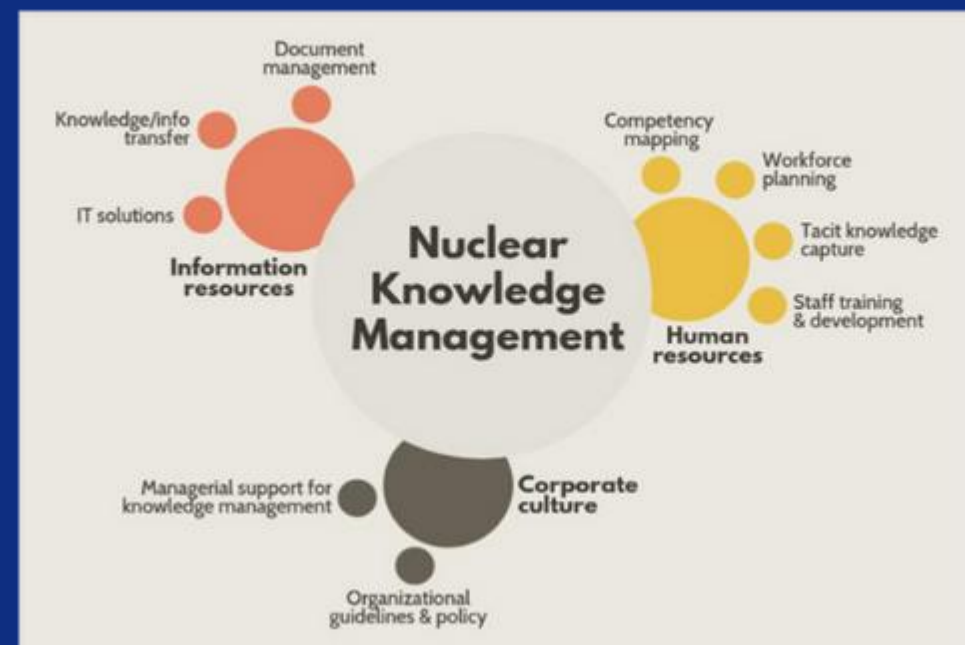 Document
management
Knowledge/info
transfer
IT solutions
Information
resources
Nuclear
Knowledge
Management
Competency
mapping
Workforce
planning
Tacit knowledge
capture
Staff training
& development
Human
resources
Managerial support for
knowledge management
Corporate
culture
Organizational
guidelines & policy